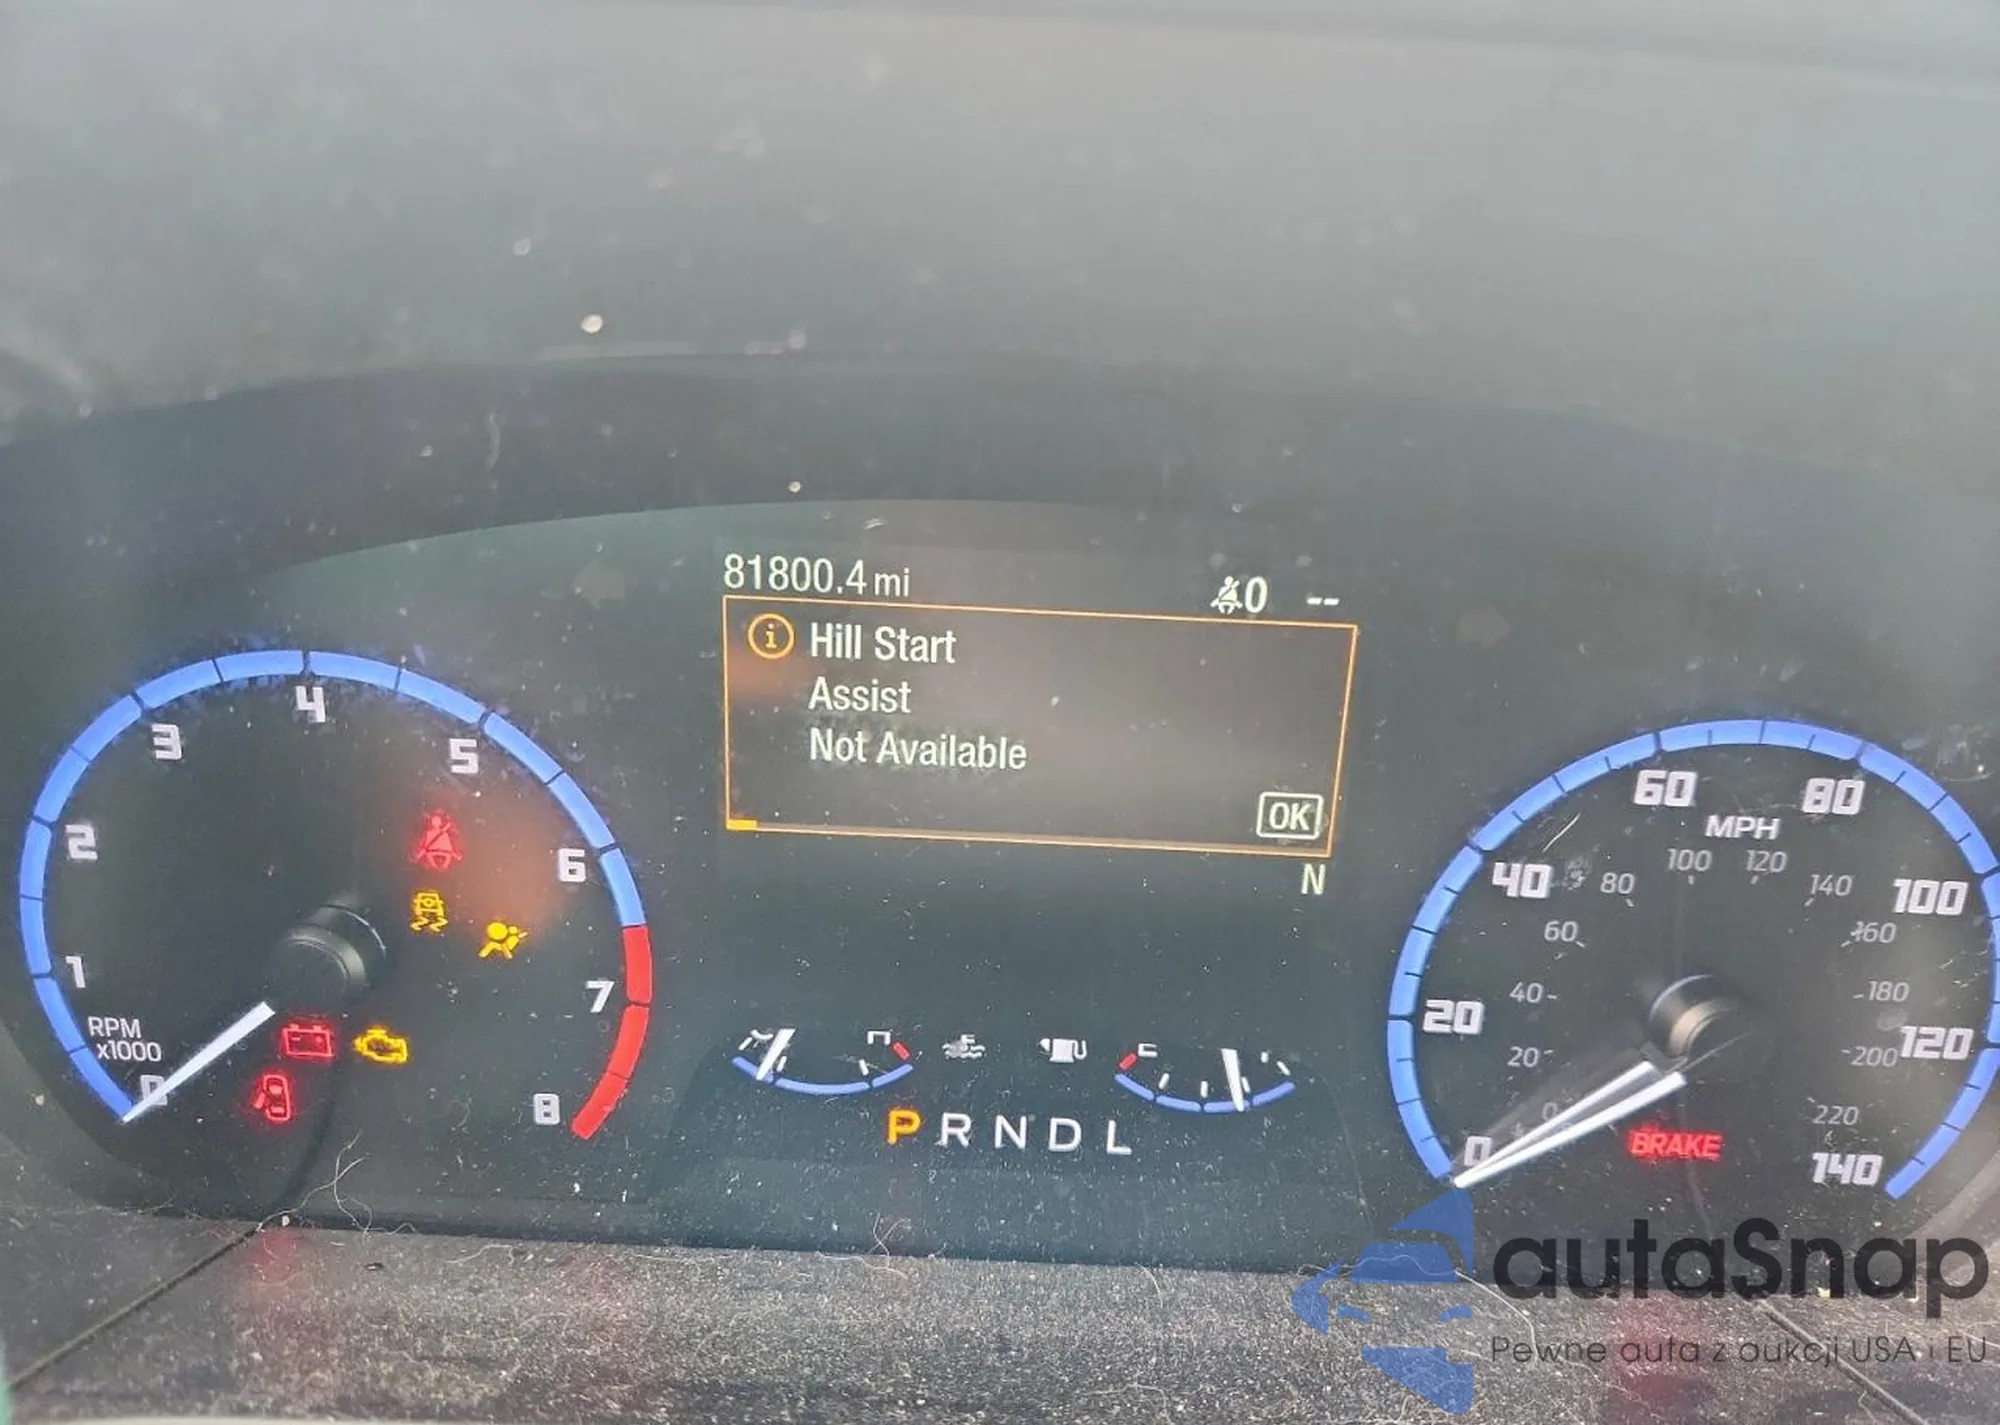 81800.4 mi
0 --
i Hill Start
Assist
Not Available
OK
N
0 1 2 3 4 5 6 7 8
RPM
x1000
H
P R N D L
0 20 40 60 80 100 120 140
MPH
0 20 40 60 80 100 120 140 160 180 200 220
BRAKE
autaSnap
Pewne auta z aukcji USA i EU